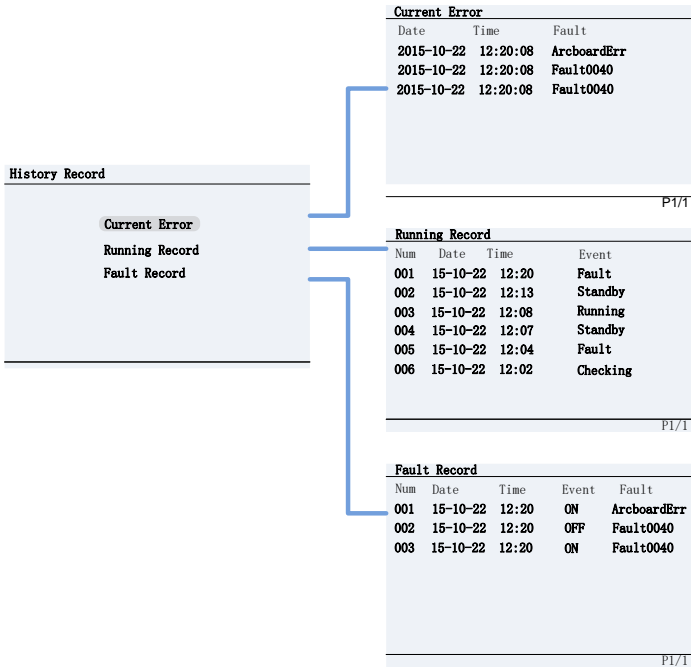 History Record
Current Error
Running Record
Fault Record
Current Error
Date Time Fault
2015-10-22 12:20:08 ArcboardErr
2015-10-22 12:20:08 Fault0040
2015-10-22 12:20:08 Fault0040
P1/1
Running Record
Num Date Time Event
001 15-10-22 12:20 Fault
002 15-10-22 12:13 Standby
003 15-10-22 12:08 Running
004 15-10-22 12:07 Standby
005 15-10-22 12:04 Fault
006 15-10-22 12:02 Checking
P1/1
Fault Record
Num Date Time Event Fault
001 15-10-22 12:20 ON ArcboardErr
002 15-10-22 12:20 OFF Fault0040
003 15-10-22 12:20 ON Fault0040
P1/1